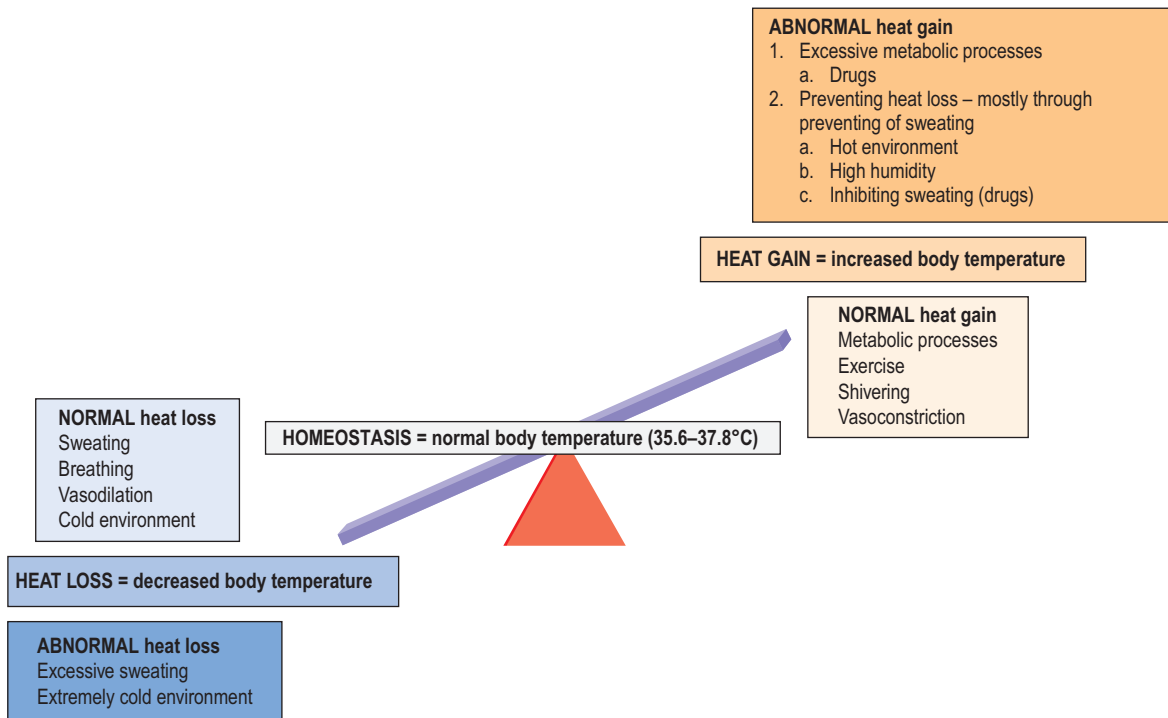 ABNORMAL heat gain
1. Excessive metabolic processes
a. Drugs
2. Preventing heat loss – mostly through
preventing of sweating
a. Hot environment
b. High humidity
c. Inhibiting sweating (drugs)
HEAT GAIN = increased body temperature
NORMAL heat gain
Metabolic processes
Exercise
Shivering
Vasoconstriction
HOMEOSTASIS = normal body temperature (35.6–37.8°C)
NORMAL heat loss
Sweating
Breathing
Vasodilation
Cold environment
HEAT LOSS = decreased body temperature
ABNORMAL heat loss
Excessive sweating
Extremely cold environment